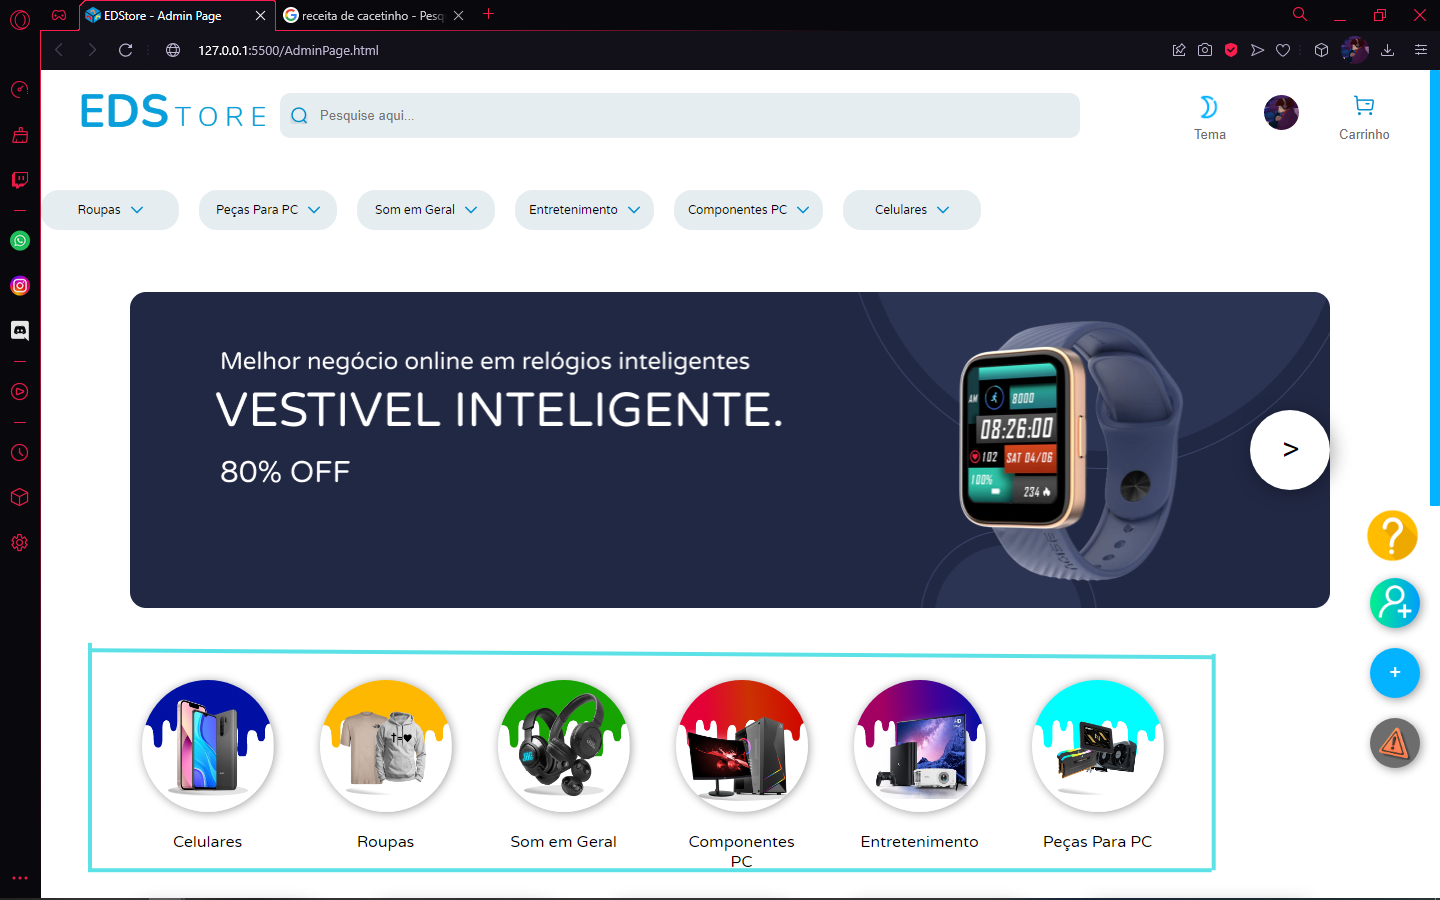 EDStore - Admin Page
receita de cacetinho - Pesq
127.0.0.1:5500/AdminPage.html
EDSTORE
Pesquise aqui...
Tema
Carrinho
Roupas
Peças Para PC
Som em Geral
Entretenimento
Componentes PC
Celulares
Melhor negócio online em relógios inteligentes
VESTIVEL INTELIGENTE.
80% OFF
AM
8000
08:26:00
102
SAT 04/06
100%
234
>
?
+
Celulares
Roupas
Som em Geral
Componentes
PC
Entretenimento
Peças Para PC